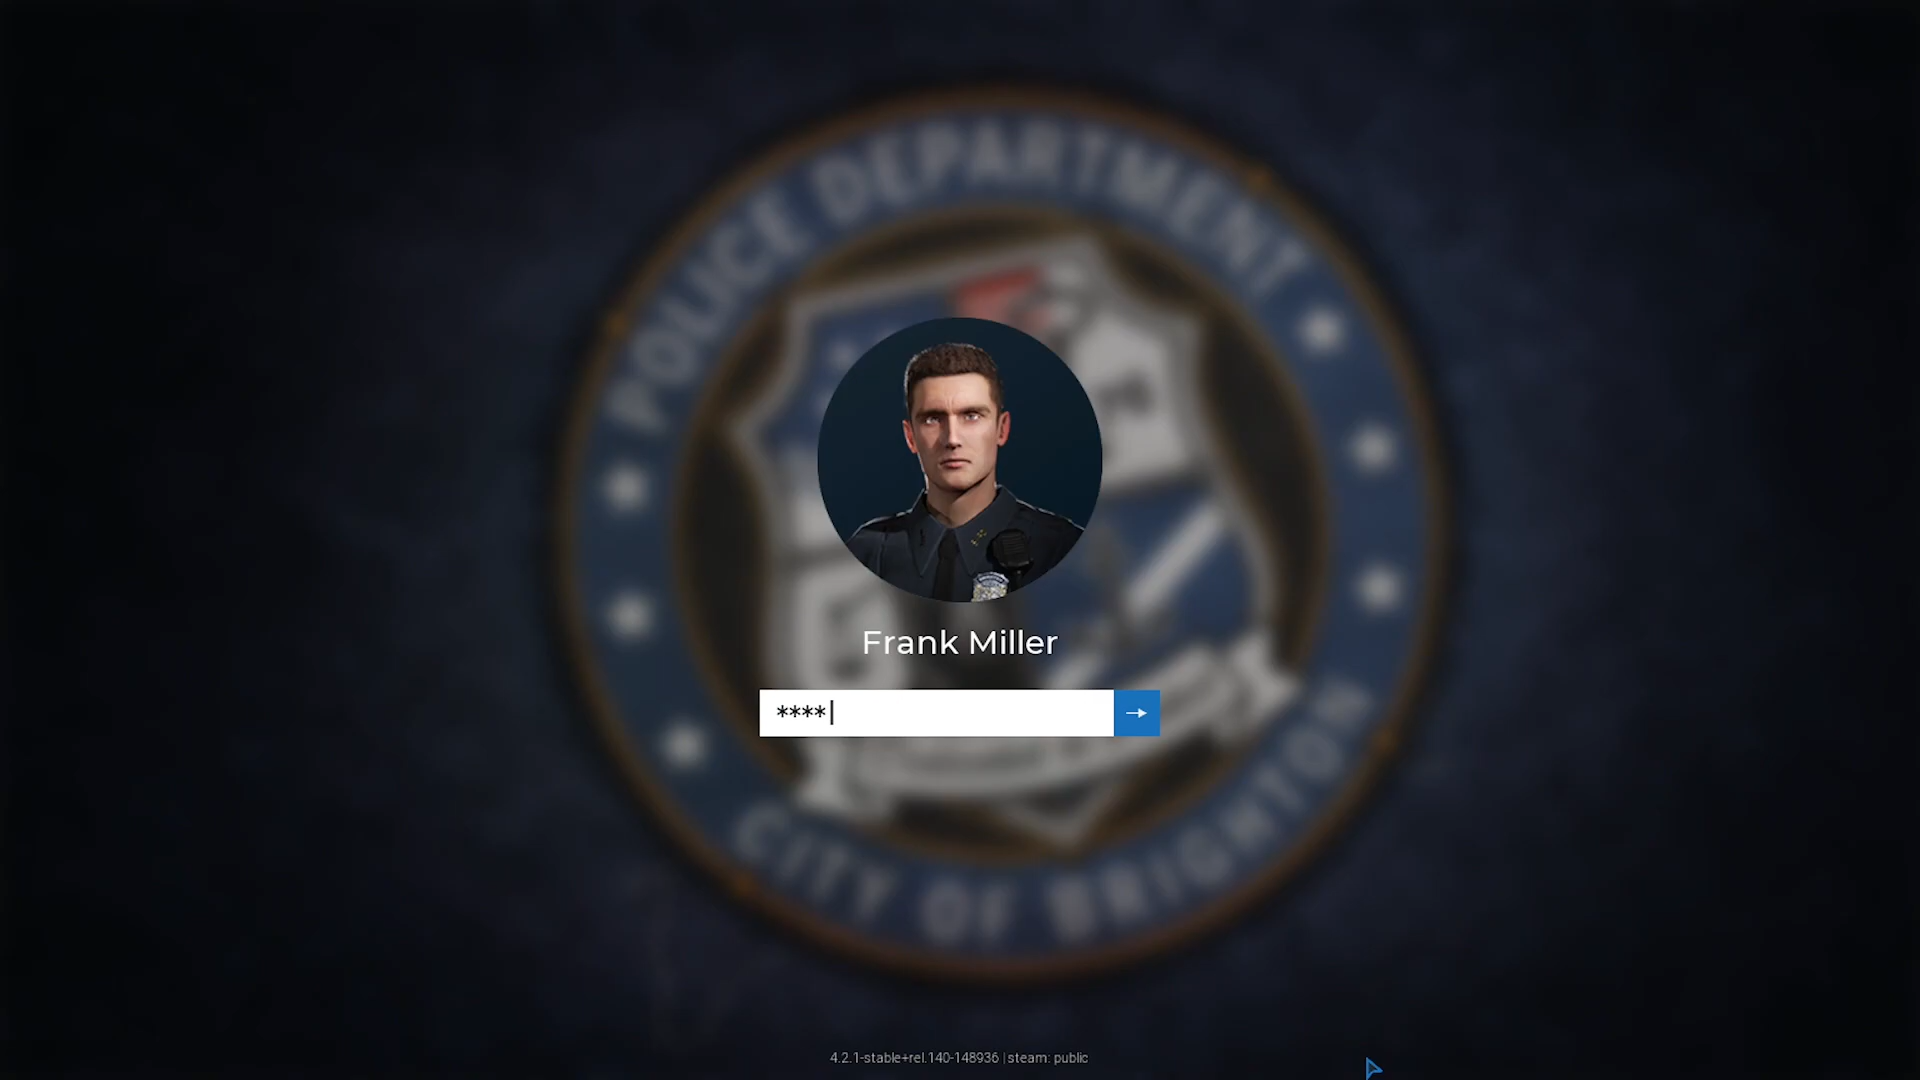 POLICE DEPARTMENT
Frank Miller
****
CITY OF BRIGHTON
4.2.1-stable+rel.140-148936 | steam: public